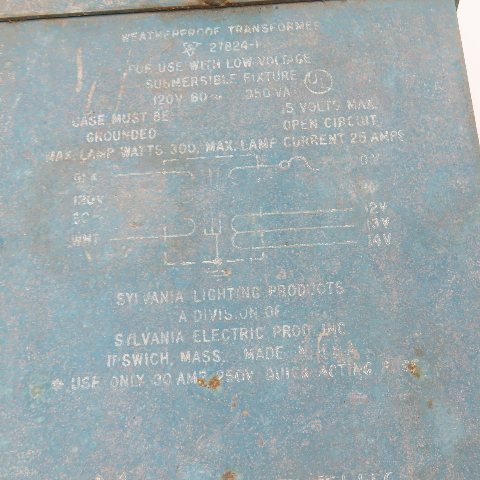 WEATHERPROOF TRANSFORMER
27824-1
FOR USE WITH LOW VOLTAGE
SUBMERSIBLE FIXTURE
120V 60~ 350 VA
CASE MUST BE 15 VOLTS MAX.
GROUNDED OPEN CIRCUIT
MAX. LAMP WATTS 300, MAX. LAMP CURRENT 25 AMPS
BLK 0V
120V
60~ 12V
13V
WHT 14V
SYLVANIA LIGHTING PRODUCTS
A DIVISION OF
SYLVANIA ELECTRIC PROD. INC.
IPSWICH, MASS. MADE
* USE ONLY 30 AMP. 250V. QUICK ACTING FUSE